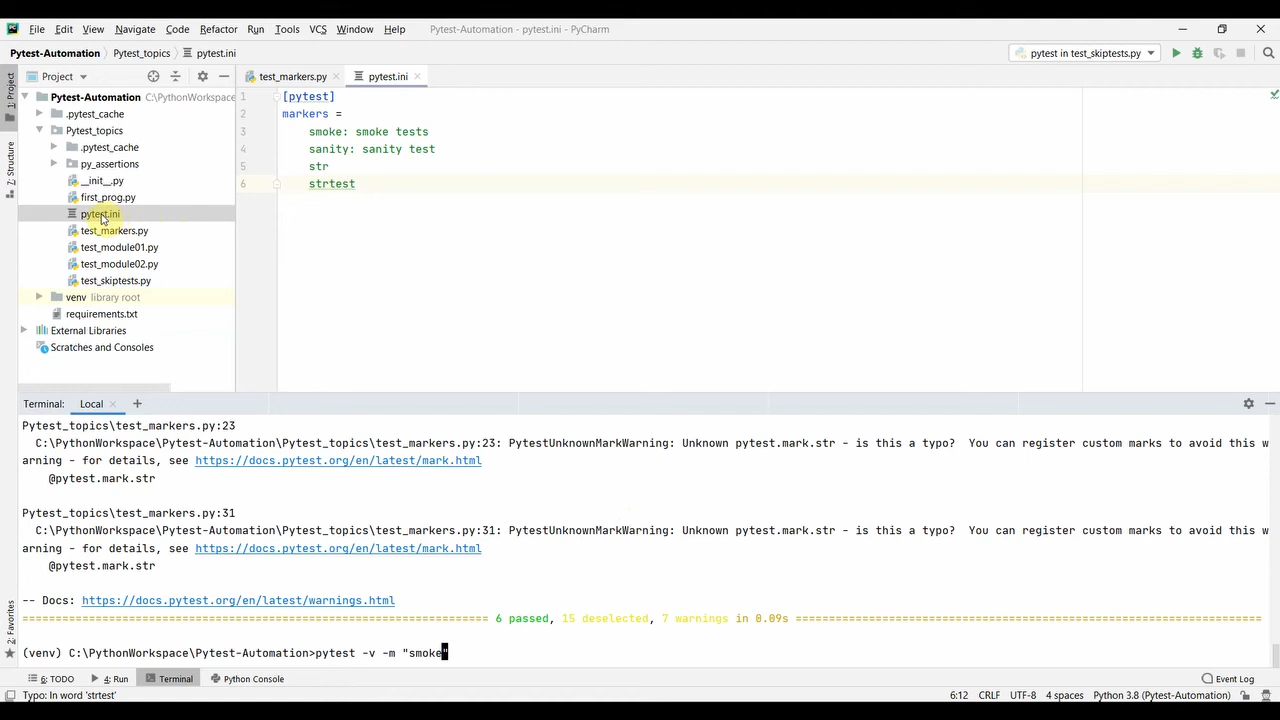 File Edit View Navigate Code Refactor Run Tools VCS Window Help Pytest-Automation - pytest.ini - PyCharm
Pytest-Automation Pytest_topics pytest.ini pytest in test_skiptests.py
Project
test_markers.py pytest.ini
1: Project
7: Structure
2: Favorites
Pytest-Automation C:\PythonWorkspace
.pytest_cache
Pytest_topics
.pytest_cache
py_assertions
__init__.py
first_prog.py
pytest.ini
test_markers.py
test_module01.py
test_module02.py
test_skiptests.py
venv library root
requirements.txt
External Libraries
Scratches and Consoles
1 [pytest]
2 markers =
3 smoke: smoke tests
4 sanity: sanity test
5 str
6 strtest
Terminal: Local +
Pytest_topics\test_markers.py:23
C:\PythonWorkspace\Pytest-Automation\Pytest_topics\test_markers.py:23: PytestUnknownMarkWarning: Unknown pytest.mark.str - is this a typo? You can register custom marks to avoid this w
arning - for details, see https://docs.pytest.org/en/latest/mark.html
@pytest.mark.str
Pytest_topics\test_markers.py:31
C:\PythonWorkspace\Pytest-Automation\Pytest_topics\test_markers.py:31: PytestUnknownMarkWarning: Unknown pytest.mark.str - is this a typo? You can register custom marks to avoid this w
arning - for details, see https://docs.pytest.org/en/latest/mark.html
@pytest.mark.str
-- Docs: https://docs.pytest.org/en/latest/warnings.html
6 passed, 15 deselected, 7 warnings in 0.09s
(venv) C:\PythonWorkspace\Pytest-Automation>pytest -v -m "smoke"
6: TODO 4: Run Terminal Python Console Event Log
Typo: In word 'strtest' 6:12 CRLF UTF-8 4 spaces Python 3.8 (Pytest-Automation)